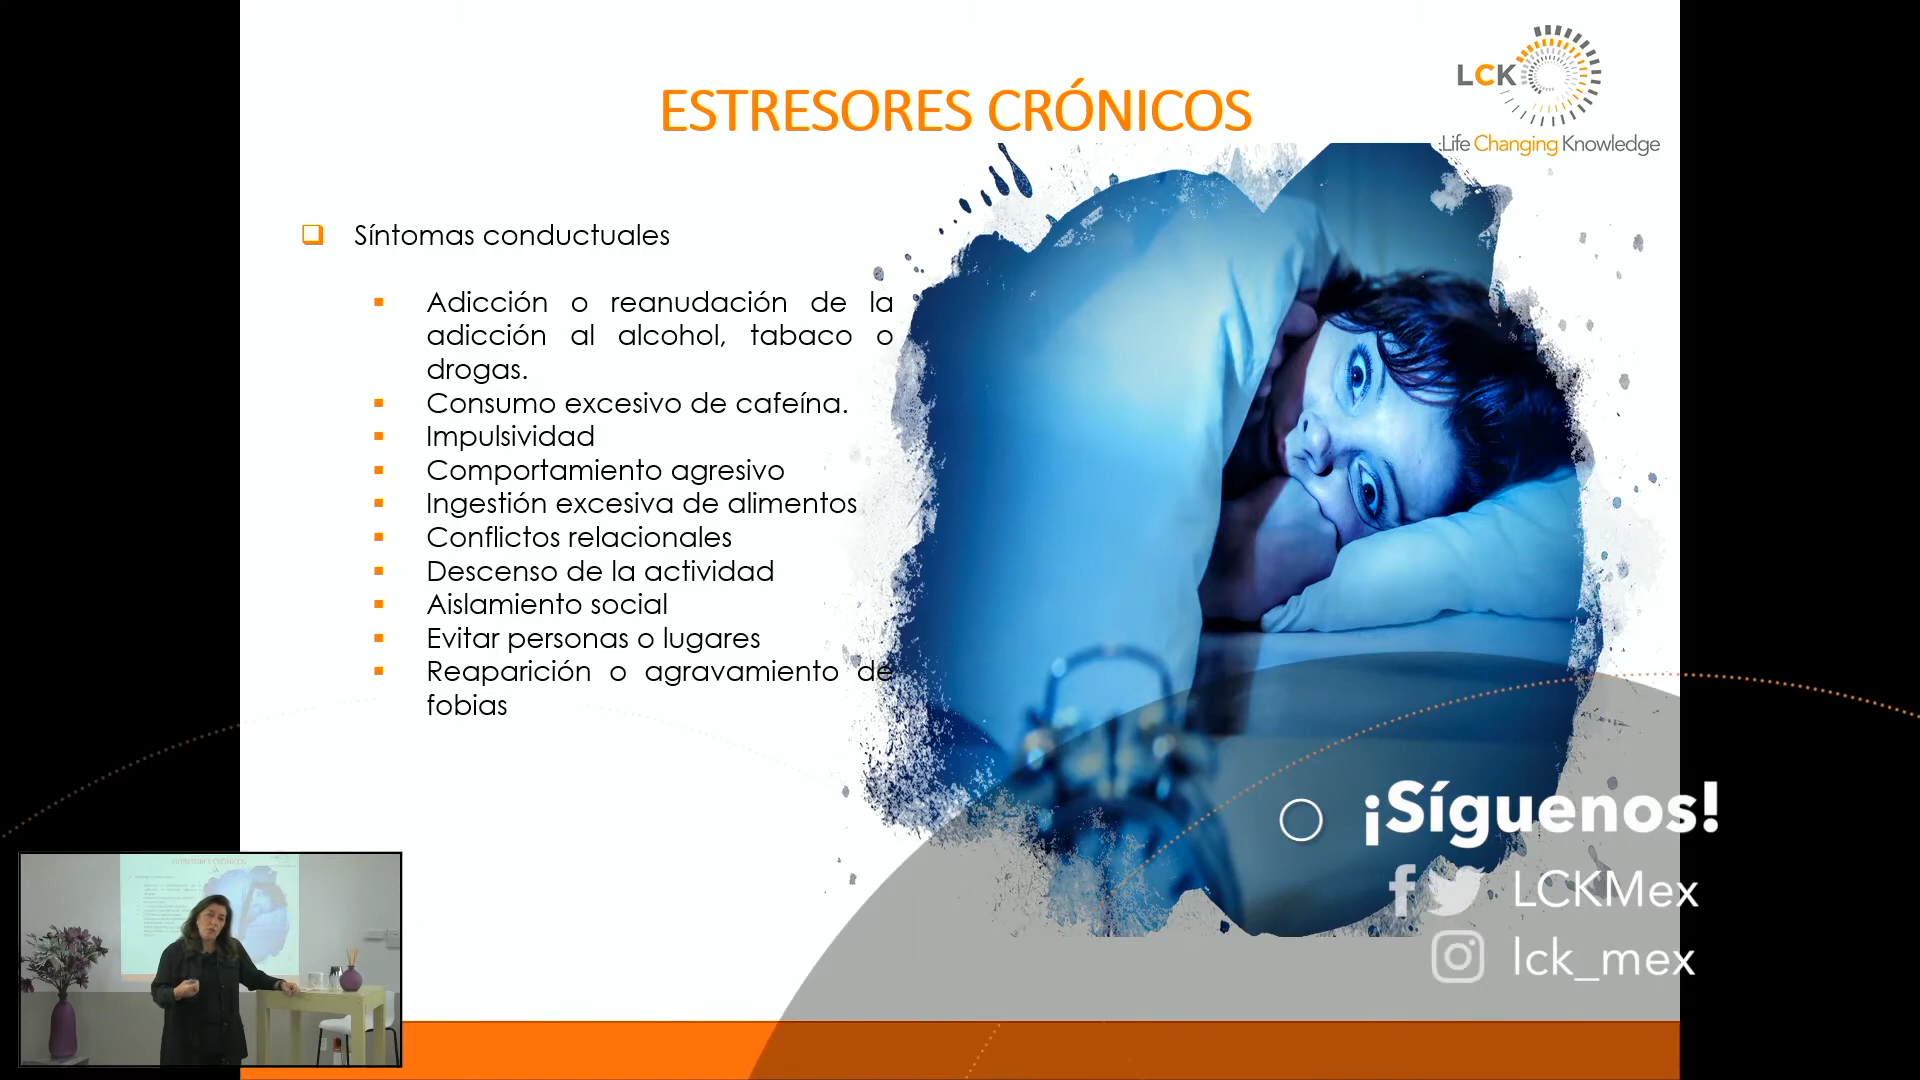 ESTRESORES CRÓNICOS
LCK
Life Changing Knowledge
Síntomas conductuales
Adicción o reanudación de la
adicción al alcohol, tabaco o
drogas.
Consumo excesivo de cafeína.
Impulsividad
Comportamiento agresivo
Ingestión excesiva de alimentos
Conflictos relacionales
Descenso de la actividad
Aislamiento social
Evitar personas o lugares
Reaparición o agravamiento de
fobias
¡Síguenos!
LCKMex
lck_mex
ESTRESORES CRÓNICOS